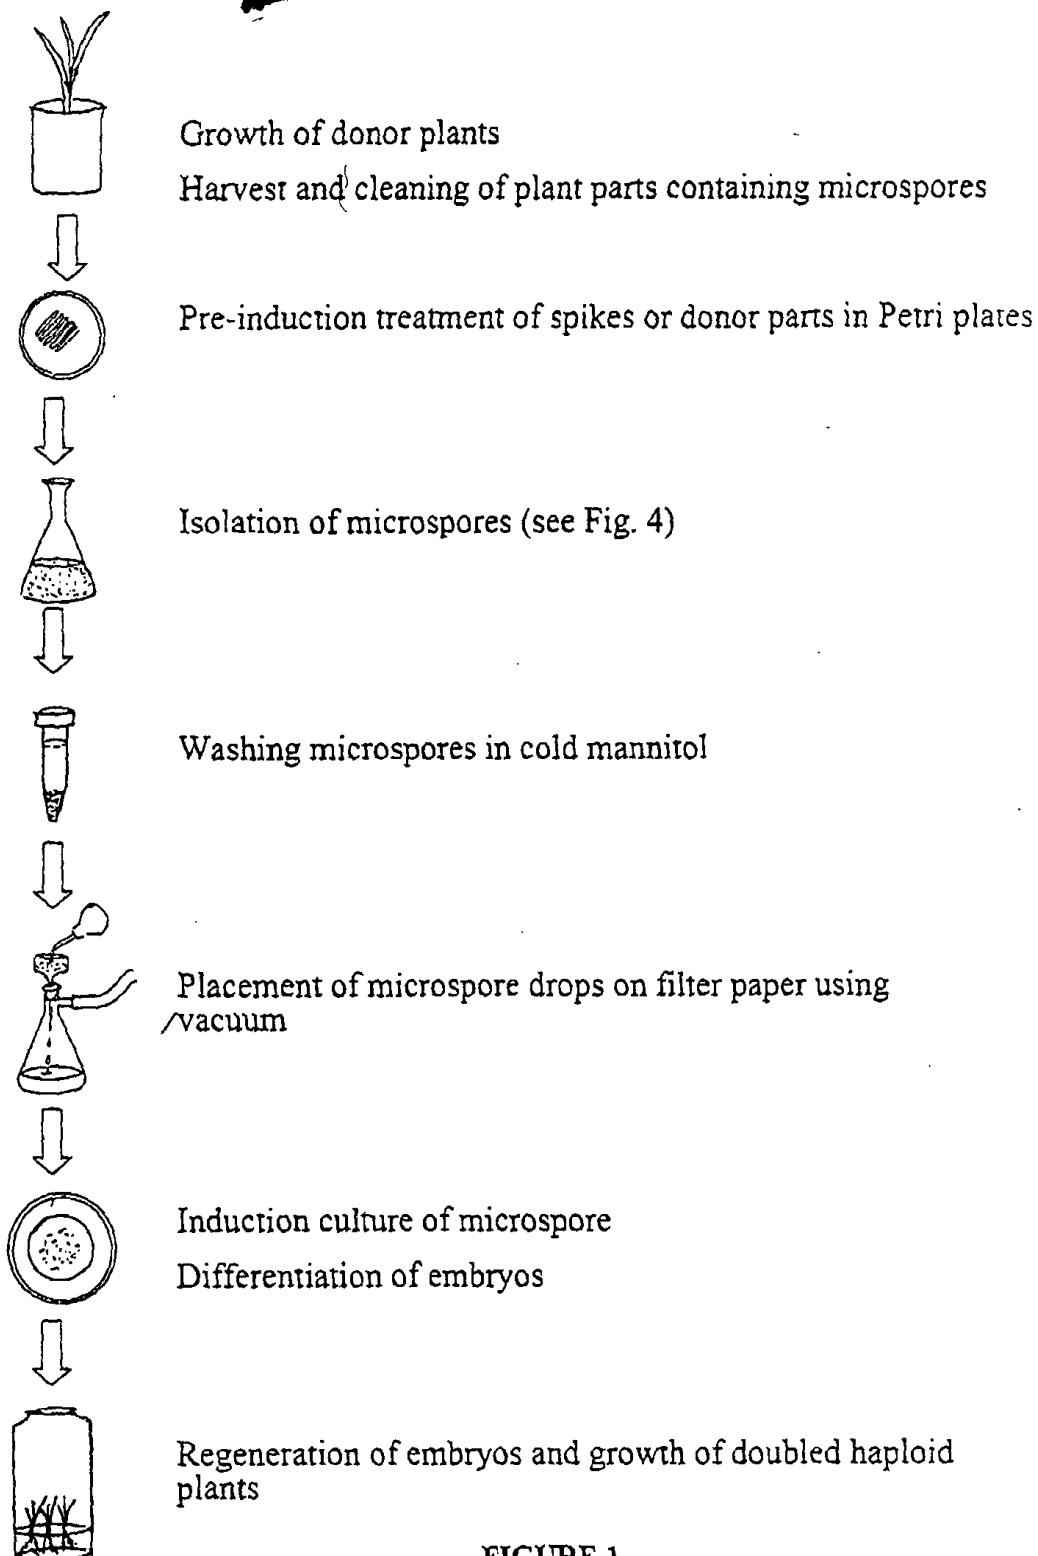 Growth of donor plants
Harvest and cleaning of plant parts containing microspores
Pre-induction treatment of spikes or donor parts in Petri plates
Isolation of microspores (see Fig. 4)
Washing microspores in cold mannitol
Placement of microspore drops on filter paper using
vacuum
Induction culture of microspore
Differentiation of embryos
Regeneration of embryos and growth of doubled haploid
plants
FIGURE 1